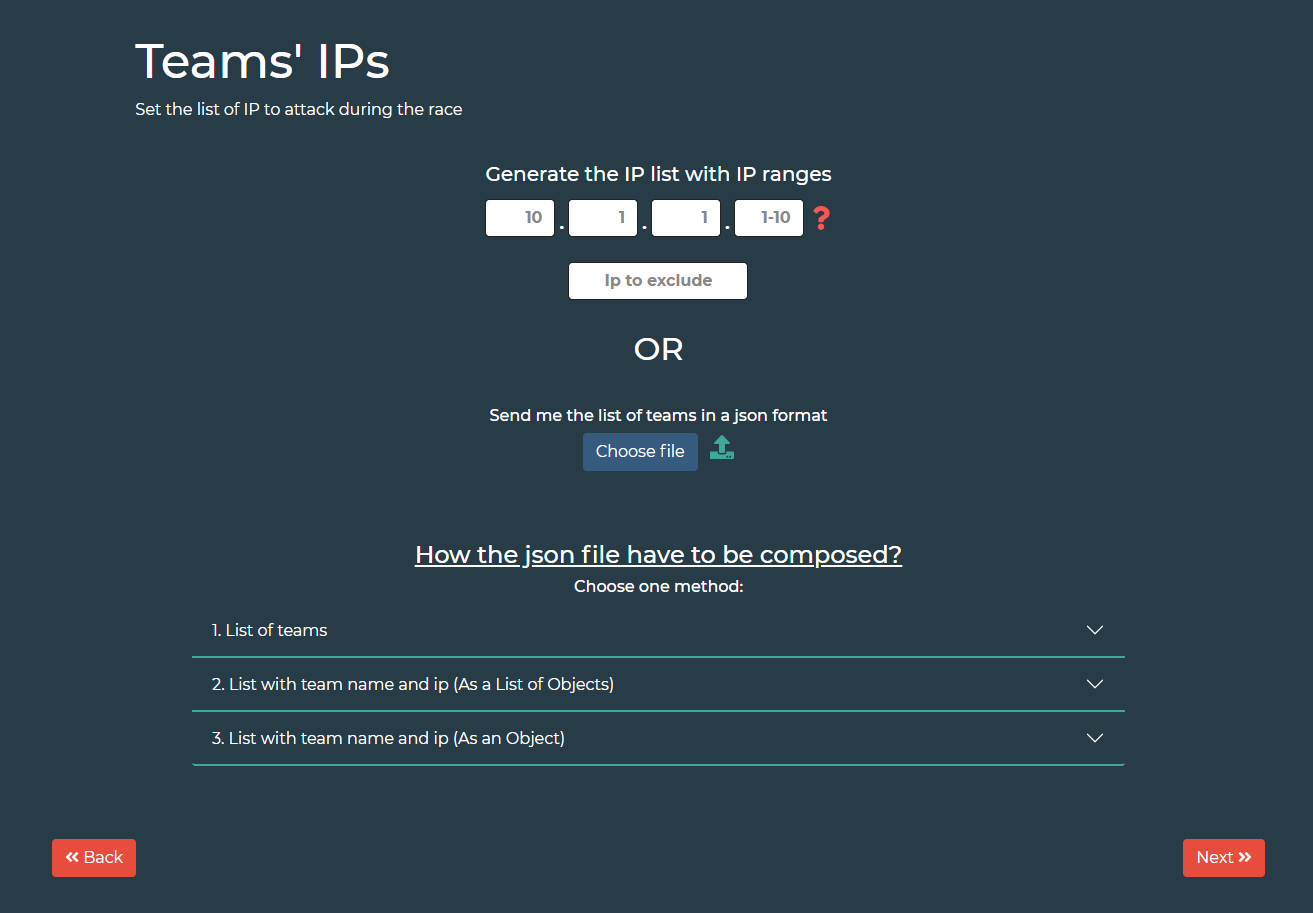 Teams' IPs
Set the list of IP to attack during the race
Generate the IP list with IP ranges
10 . 1 . 1 . 1-10 ?
Ip to exclude
OR
Send me the list of teams in a json format
Choose file
How the json file have to be composed?
Choose one method:
1. List of teams
2. List with team name and ip (As a List of Objects)
3. List with team name and ip (As an Object)
Back
Next